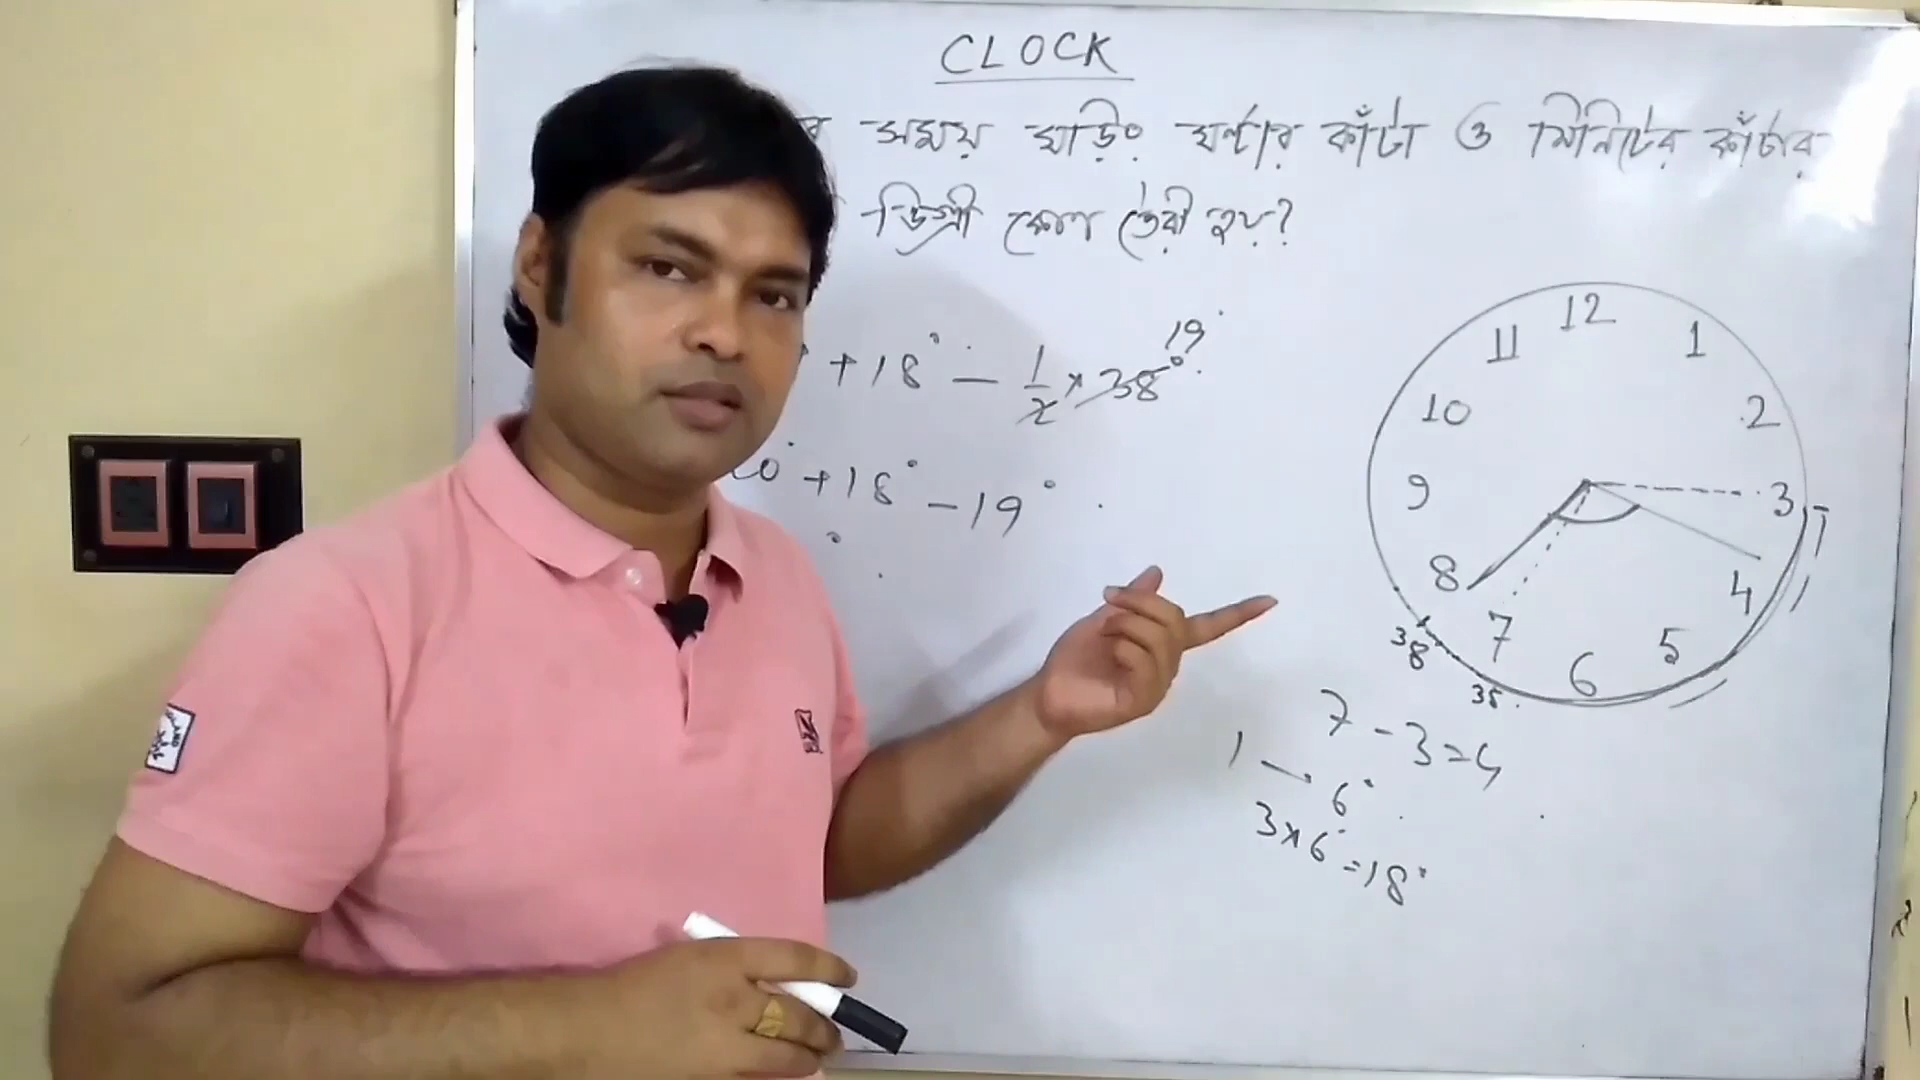 CLOCK
সময় ঘড়িং ঘন্টার কাঁটা ও মিনিটের কাঁটার
ডিগ্রী কোণ তৈরী হয়?
+ 18° - 1/2 × 38° 19°
0° + 18° - 19°
12
11
1
10
2
9
3
8
4
7
5
6
38
35
7 - 3 = 4
1 → 6°
3 × 6° = 18°